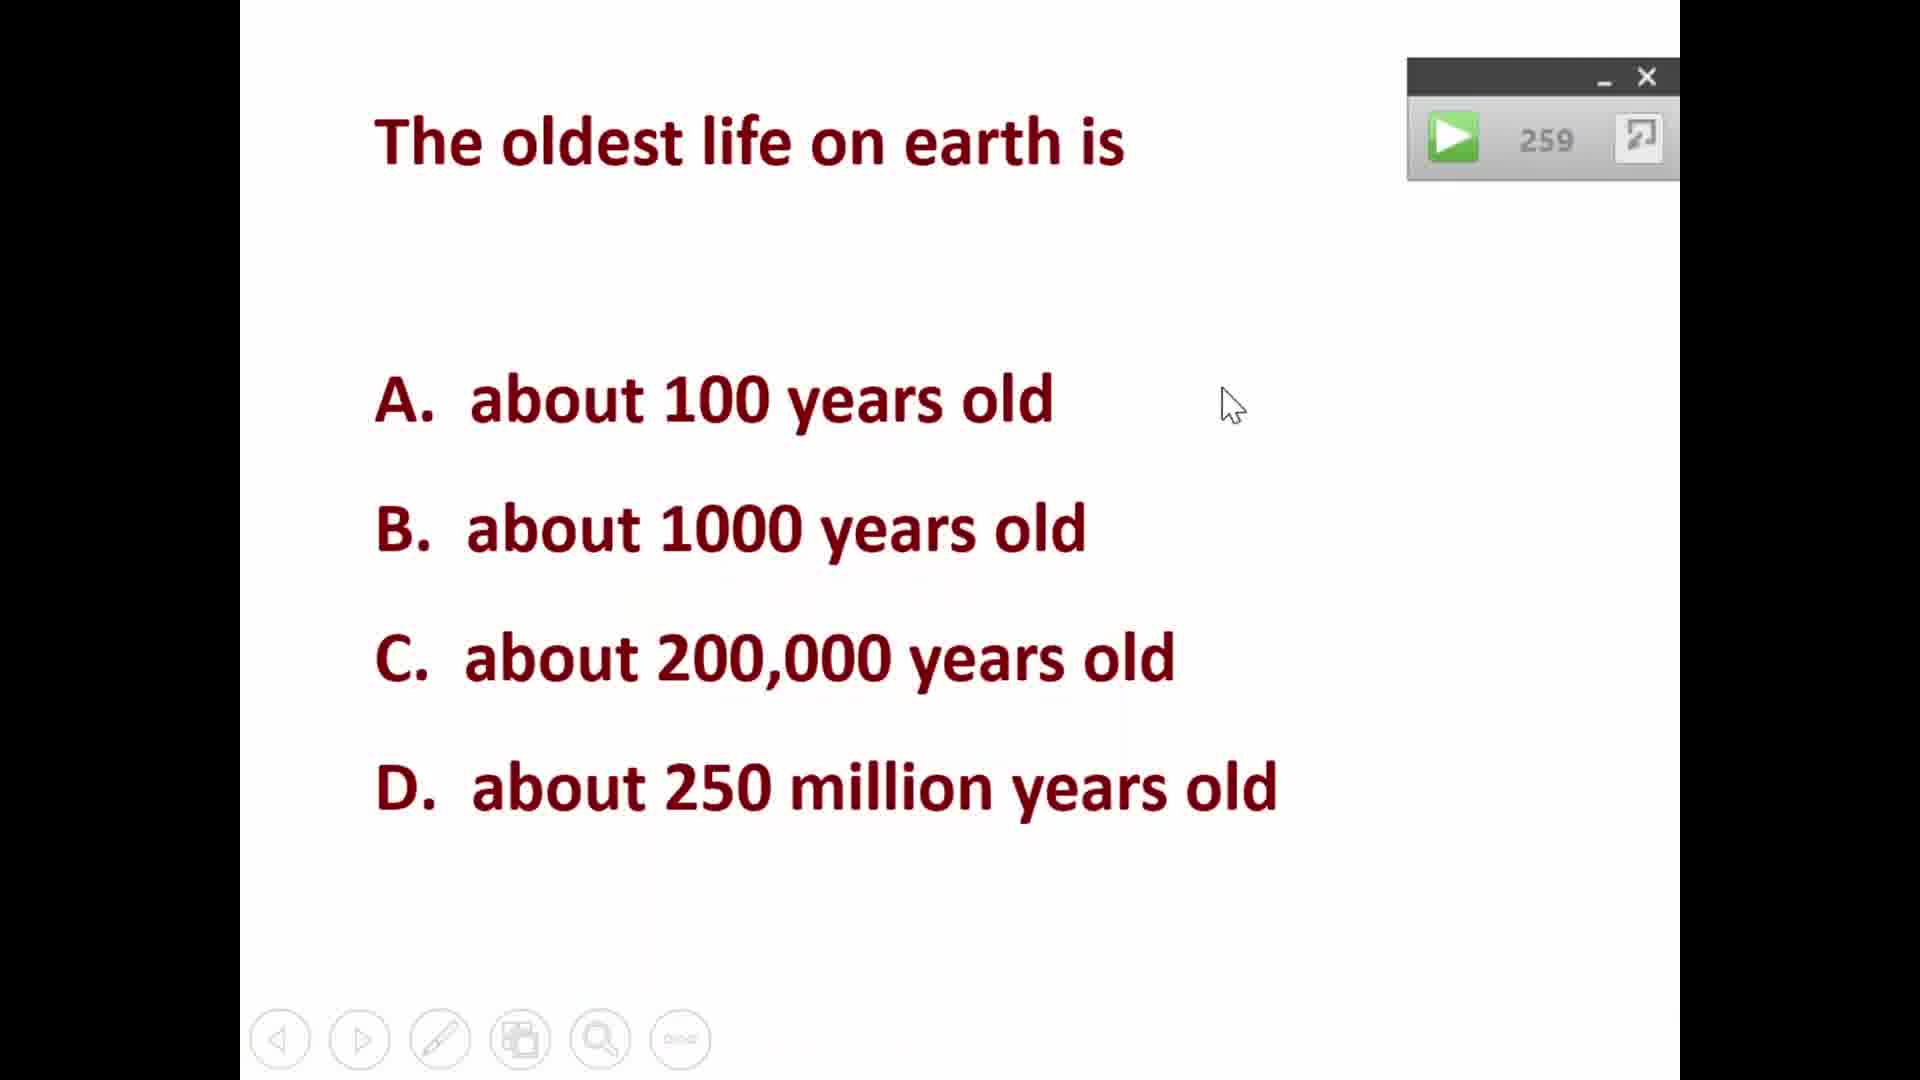 The oldest life on earth is
259
A. about 100 years old
B. about 1000 years old
C. about 200,000 years old
D. about 250 million years old